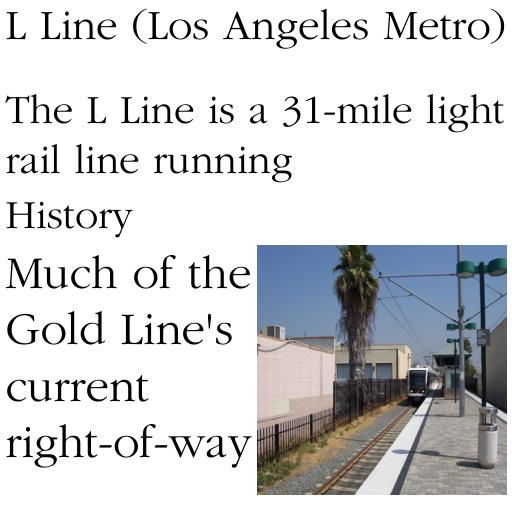 L Line (Los Angeles Metro)
The L Line is a 31-mile light
rail line running
History
Much of the
Gold Line's
current
right-of-way